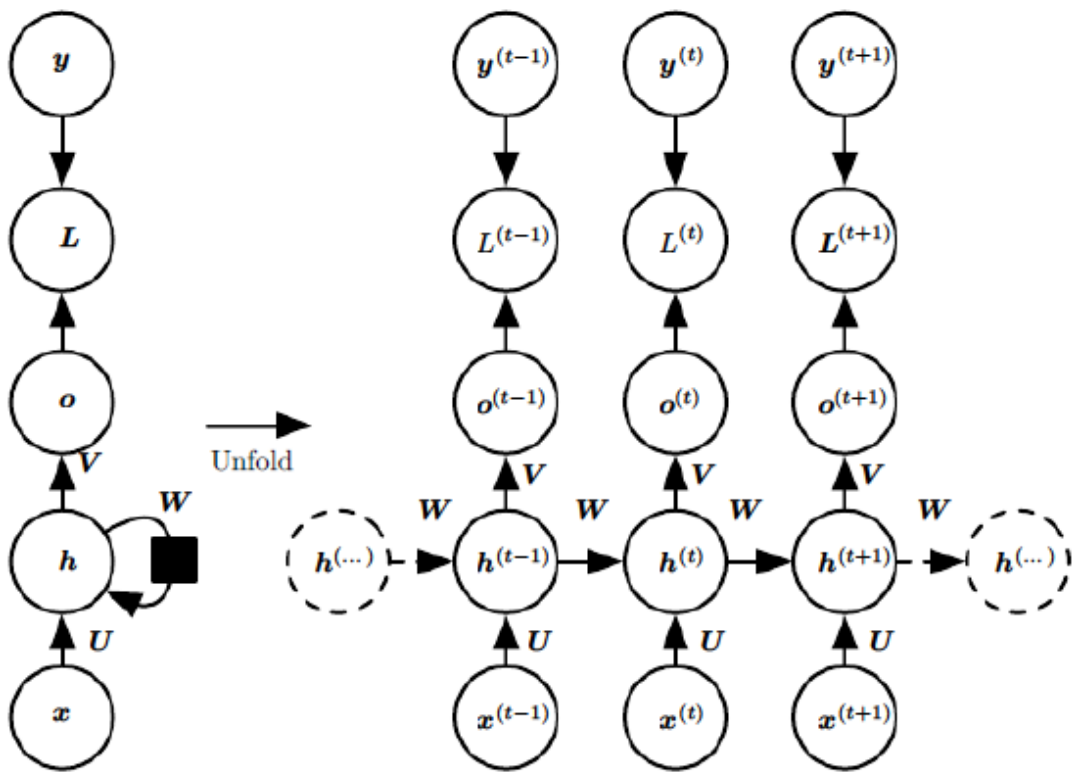 y y^{(t−1)} y^{(t)} y^{(t+1)}
L L^{(t−1)} L^{(t)} L^{(t+1)}
o o^{(t−1)} o^{(t)} o^{(t+1)}
Unfold
V V V V
W W W W W
h h^{(...)} h^{(t−1)} h^{(t)} h^{(t+1)} h^{(...)}
U U U U
x x^{(t−1)} x^{(t)} x^{(t+1)}